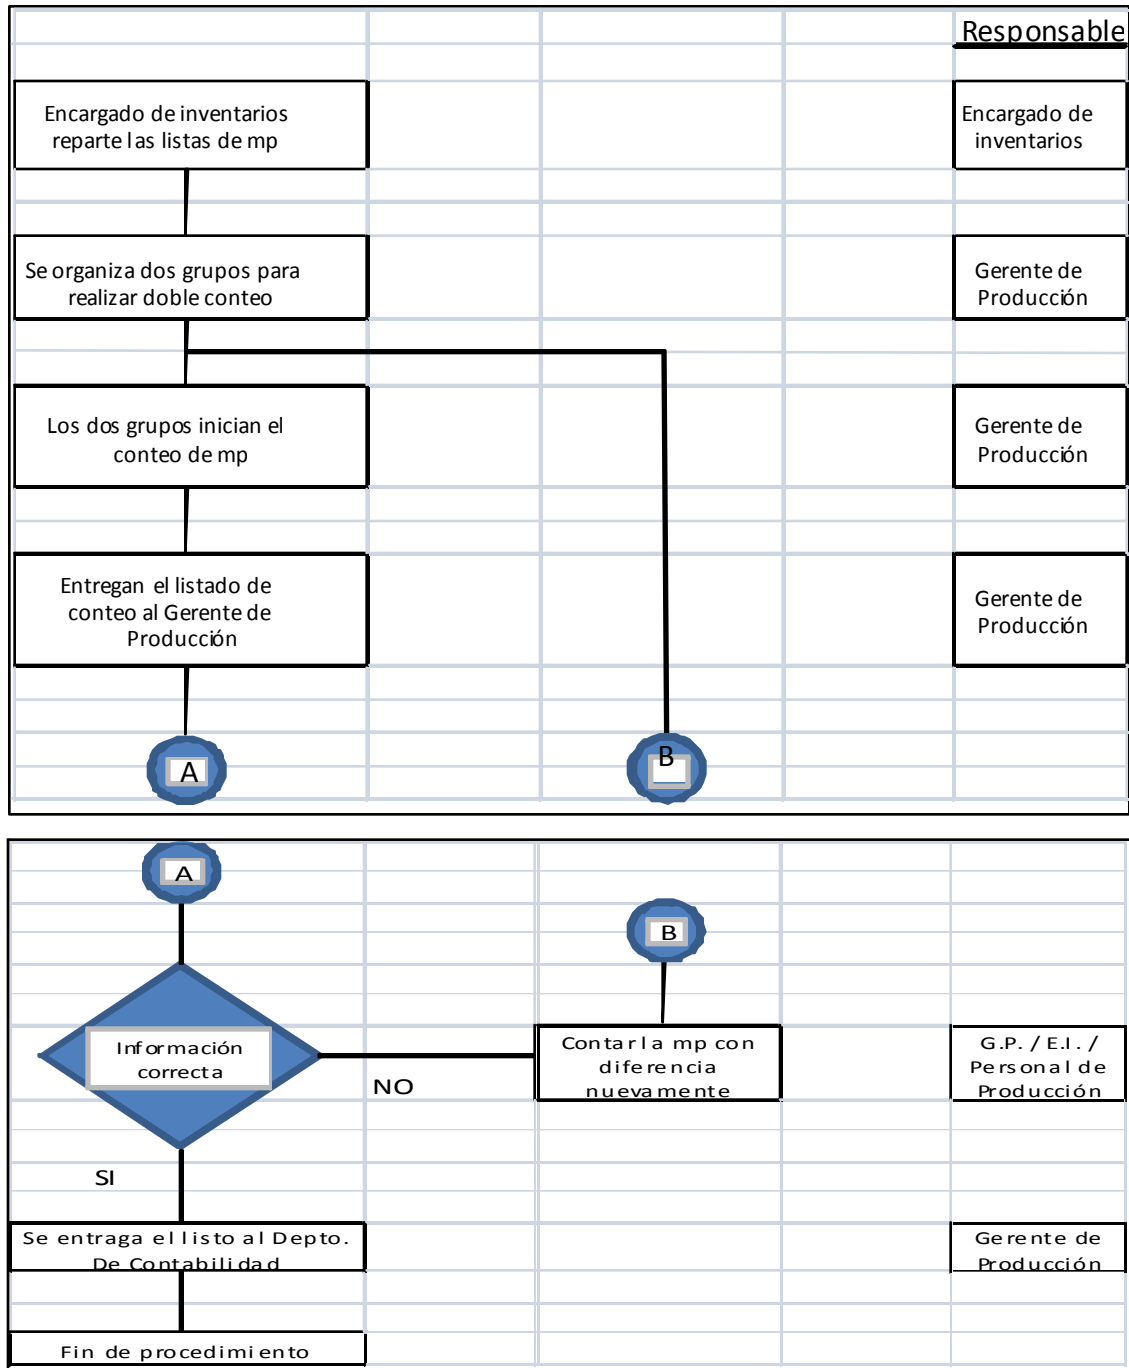 Responsable
Encargado de inventarios
reparte las listas de mp
Encargado de
inventarios
Se organiza dos grupos para
realizar doble conteo
Gerente de
Producción
Los dos grupos inician el
conteo de mp
Gerente de
Producción
Entregan el listado de
conteo al Gerente de
Producción
Gerente de
Producción
A
B
A
B
Información
correcta
NO
Contar la mp con
diferencia
nuevamente
G.P. / E.I. /
Personal de
Producción
SI
Se entraga el listo al Depto.
De Contabilidad
Gerente de
Producción
Fin de procedimiento